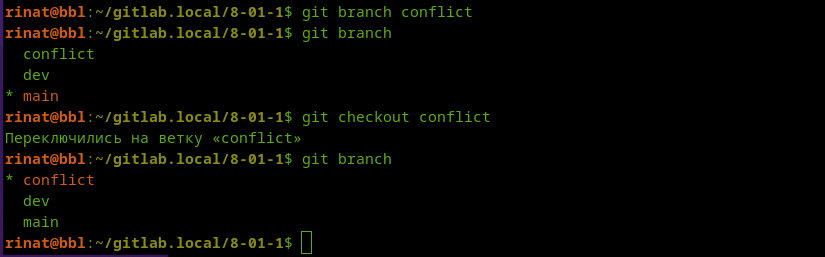 rinat@bbl:~/gitlab.local/8-01-1$ git branch conflict
rinat@bbl:~/gitlab.local/8-01-1$ git branch
  conflict
  dev
* main
rinat@bbl:~/gitlab.local/8-01-1$ git checkout conflict
Переключились на ветку «conflict»
rinat@bbl:~/gitlab.local/8-01-1$ git branch
* conflict
  dev
  main
rinat@bbl:~/gitlab.local/8-01-1$